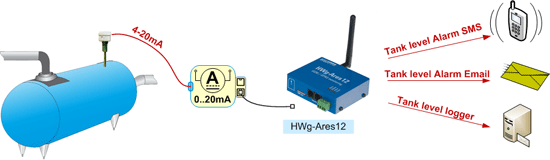 4-20mA
A
0..20mA
HWg-Ares12
HWg-Ares12
Tank level Alarm SMS
Tank level Alarm Email
Tank level logger